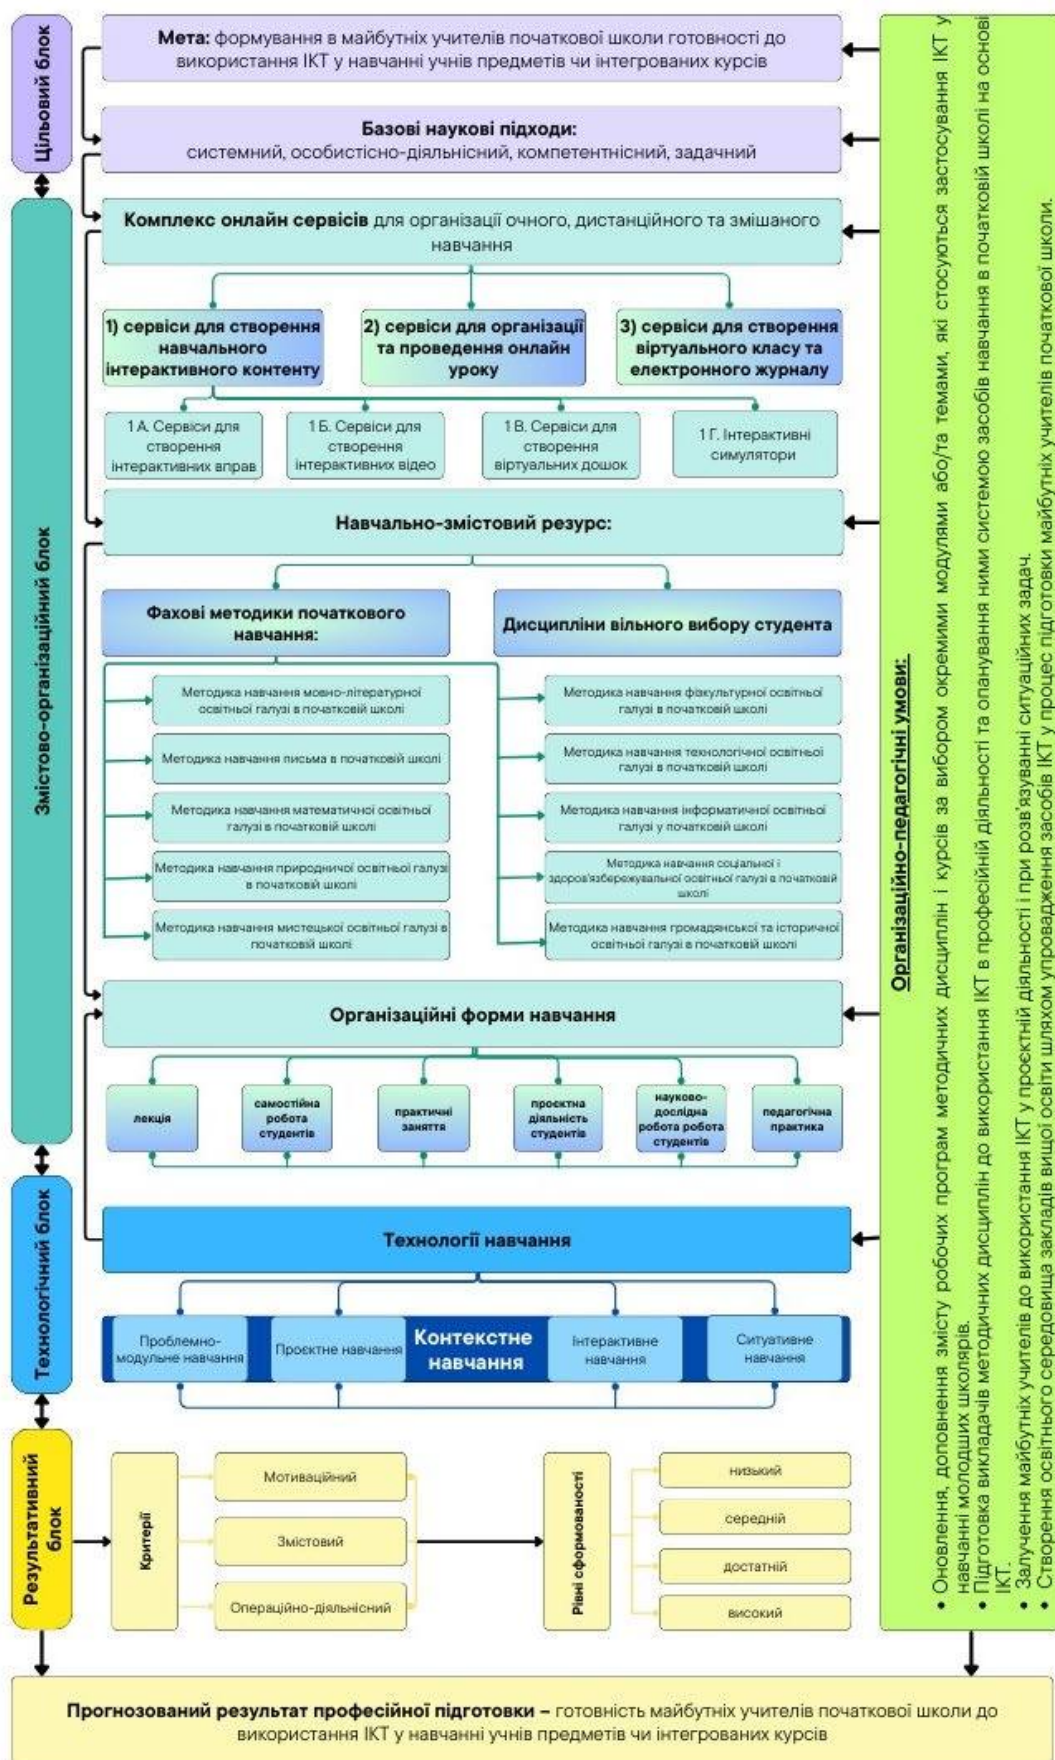 Цільовий блок
Мета: формування в майбутніх учителів початкової школи готовності до
використання ІКТ у навчанні учнів предметів чи інтегрованих курсів
Базові наукові підходи:
системний, особистісно-діяльнісний, компетентнісний, задачний
Змістово-організаційний блок
Комплекс онлайн сервісів для організації очного, дистанційного та змішаного
навчання
1) сервіси для створення
навчального
інтерактивного контенту
2) сервіси для організації
та проведення онлайн
уроку
3) сервіси для створення
віртуального класу та
електронного журналу
1 А. Сервіси для
створення
інтерактивних вправ
1 Б. Сервіси для
створення
інтерактивних відео
1 В. Сервіси для
створення
віртуальних дошок
1 Г. Інтерактивні
симулятори
Навчально-змістовий ресурс:
Фахові методики початкового
навчання:
Дисципліни вільного вибору студента
Методика навчання мовно-літературної
освітньої галузі в початковій школі
Методика навчання письма в початковій школі
Методика навчання математичної освітньої
галузі в початковій школі
Методика навчання природничої освітньої галузі
в початковій школі
Методика навчання мистецької освітньої галузі в
початковій школі
Методика навчання фізкультурної освітньої
галузі в початковій школі
Методика навчання технологічної освітньої
галузі в початковій школі
Методика навчання інформатичної освітньої
галузі у початковій школі
Методика навчання соціальної і
здоров'язбережувальної освітньої галузі в початковій
школі
Методика навчання громадянської та історичної
освітньої галузі в початковій школі
Організаційні форми навчання
лекція
самостійна
робота
студентів
практичні
заняття
проєктна
діяльність
студентів
науково-
дослідна
робота робота
студентів
педагогічна
практика
Технологічний блок
Технології навчання
Проблемно-
модульне навчання
Проєктне навчання
Контекстне
навчання
Інтерактивне
навчання
Ситуативне
навчання
Результативний
блок
Критерії
Мотиваційний
Змістовий
Операційно-діяльнісний
Рівні сформованості
низький
середній
достатній
високий
Організаційно-педагогічні умови:
• Оновлення, доповнення змісту робочих програм методичних дисциплін і курсів за вибором окремими модулями або/та темами, які стосуються застосування ІКТ у
навчанні молодших школярів.
• Підготовка викладачів методичних дисциплін до використання ІКТ в професійній діяльності та опанування ними системою засобів навчання в початковій школі на основі
ІКТ.
• Залучення майбутніх учителів до використання ІКТ у проєктній діяльності і при розв'язуванні ситуаційних задач.
• Створення освітнього середовища закладів вищої освіти шляхом упровадження засобів ІКТ у процес підготовки майбутніх учителів початкової школи.
Прогнозований результат професійної підготовки – готовність майбутніх учителів початкової школи до
використання ІКТ у навчанні учнів предметів чи інтегрованих курсів